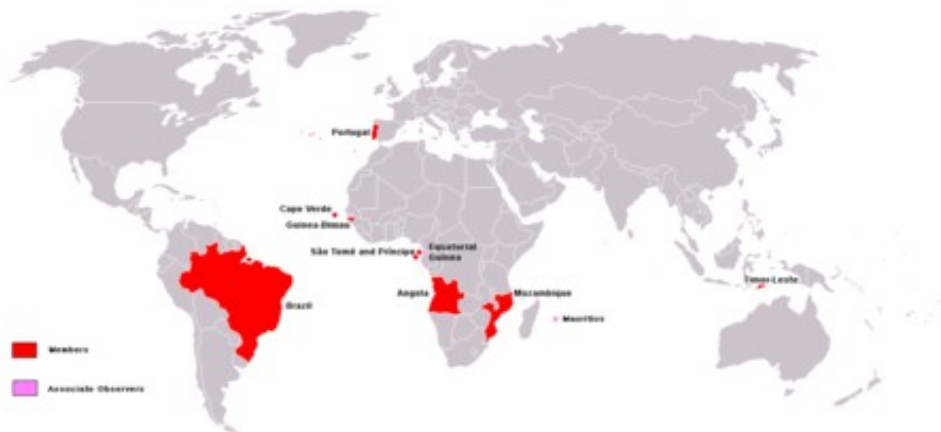 Portugal
Cape Verde
Guinea-Bissau
São Tomé and Príncipe
Equatorial
Guinea
Brazil
Angola
Mozambique
Mauritius
Timor-Leste
Members
Associate Observers